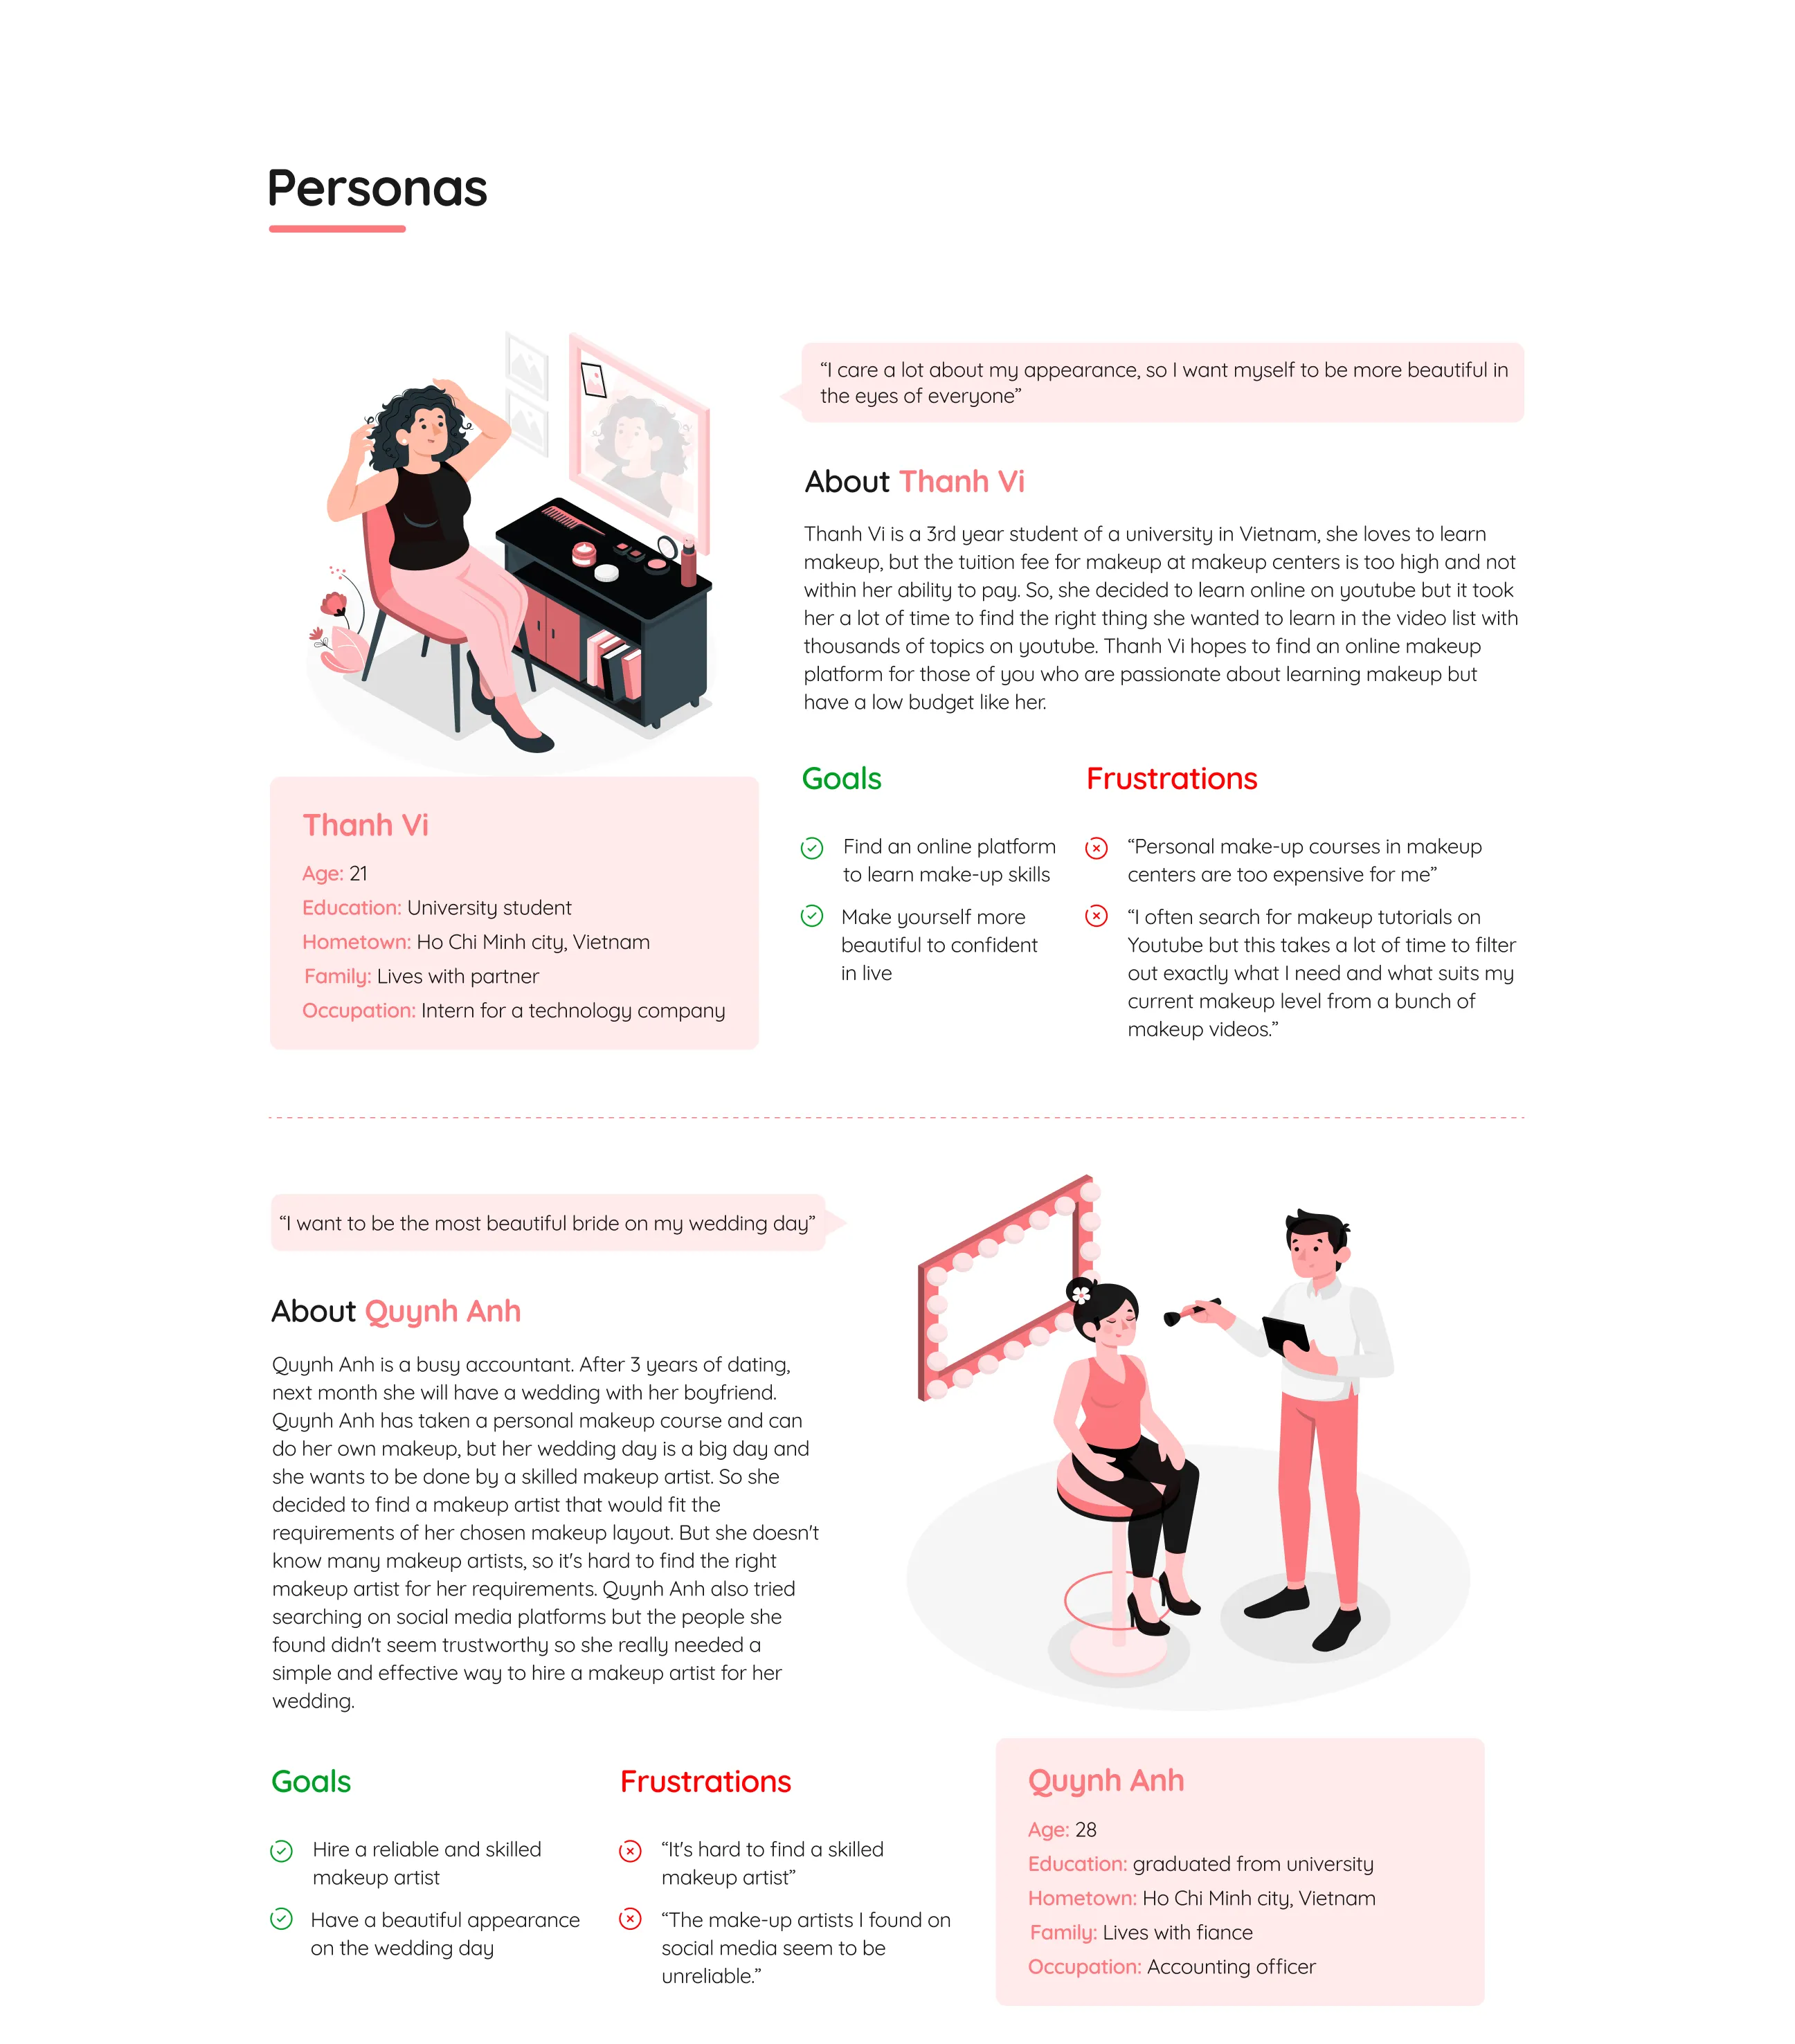 Personas
“I care a lot about my appearance, so I want myself to be more beautiful in
the eyes of everyone”
About Thanh Vi
Thanh Vi is a 3rd year student of a university in Vietnam, she loves to learn
makeup, but the tuition fee for makeup at makeup centers is too high and not
within her ability to pay. So, she decided to learn online on youtube but it took
her a lot of time to find the right thing she wanted to learn in the video list with
thousands of topics on youtube. Thanh Vi hopes to find an online makeup
platform for those of you who are passionate about learning makeup but
have a low budget like her.
Thanh Vi
Age: 21
Education: University student
Hometown: Ho Chi Minh city, Vietnam
Family: Lives with partner
Occupation: Intern for a technology company
Goals
Find an online platform
to learn make-up skills
Make yourself more
beautiful to confident
in live
Frustrations
“Personal make-up courses in makeup
centers are too expensive for me”
“I often search for makeup tutorials on
Youtube but this takes a lot of time to filter
out exactly what I need and what suits my
current makeup level from a bunch of
makeup videos.”
“I want to be the most beautiful bride on my wedding day”
About Quynh Anh
Quynh Anh is a busy accountant. After 3 years of dating,
next month she will have a wedding with her boyfriend.
Quynh Anh has taken a personal makeup course and can
do her own makeup, but her wedding day is a big day and
she wants to be done by a skilled makeup artist. So she
decided to find a makeup artist that would fit the
requirements of her chosen makeup layout. But she doesn't
know many makeup artists, so it's hard to find the right
makeup artist for her requirements. Quynh Anh also tried
searching on social media platforms but the people she
found didn't seem trustworthy so she really needed a
simple and effective way to hire a makeup artist for her
wedding.
Goals
Hire a reliable and skilled
makeup artist
Have a beautiful appearance
on the wedding day
Frustrations
“It's hard to find a skilled
makeup artist”
“The make-up artists I found on
social media seem to be
unreliable.”
Quynh Anh
Age: 28
Education: graduated from university
Hometown: Ho Chi Minh city, Vietnam
Family: Lives with fiance
Occupation: Accounting officer